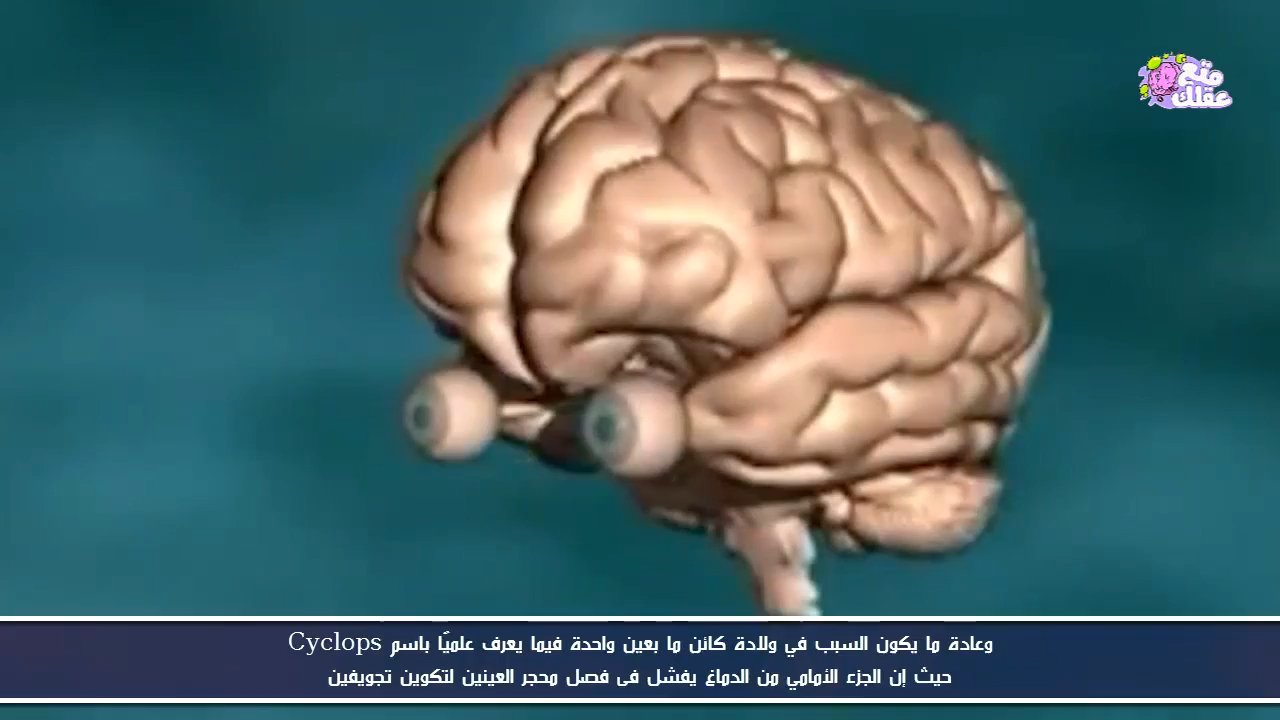 متع
عقلك
وعادة ما يكون السبب في ولادة كائن ما بعين واحدة فيما يعرف علميًا باسم Cyclops
حيث إن الجزء الأمامي من الدماغ يفشل فى فصل محجر العينين لتكوين تجويفين